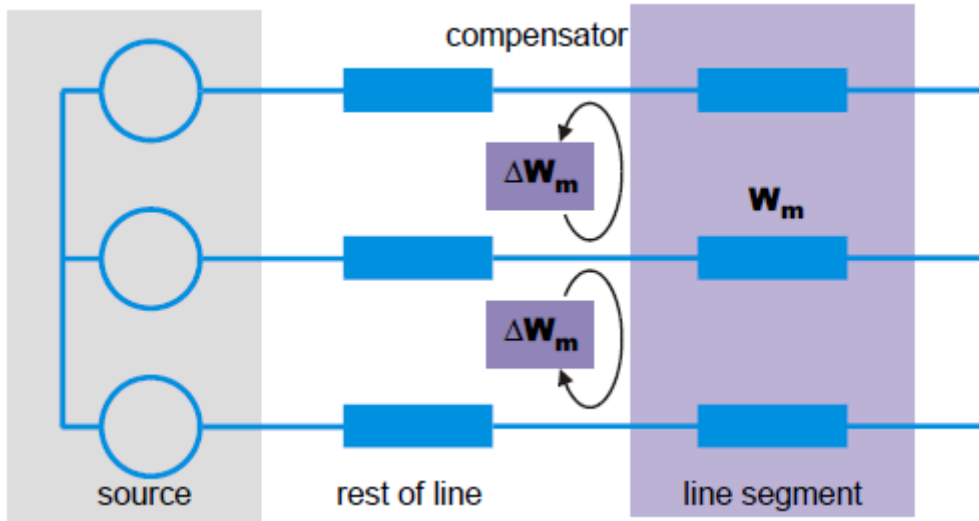 compensator
ΔWm
Wm
ΔWm
source
rest of line
line segment